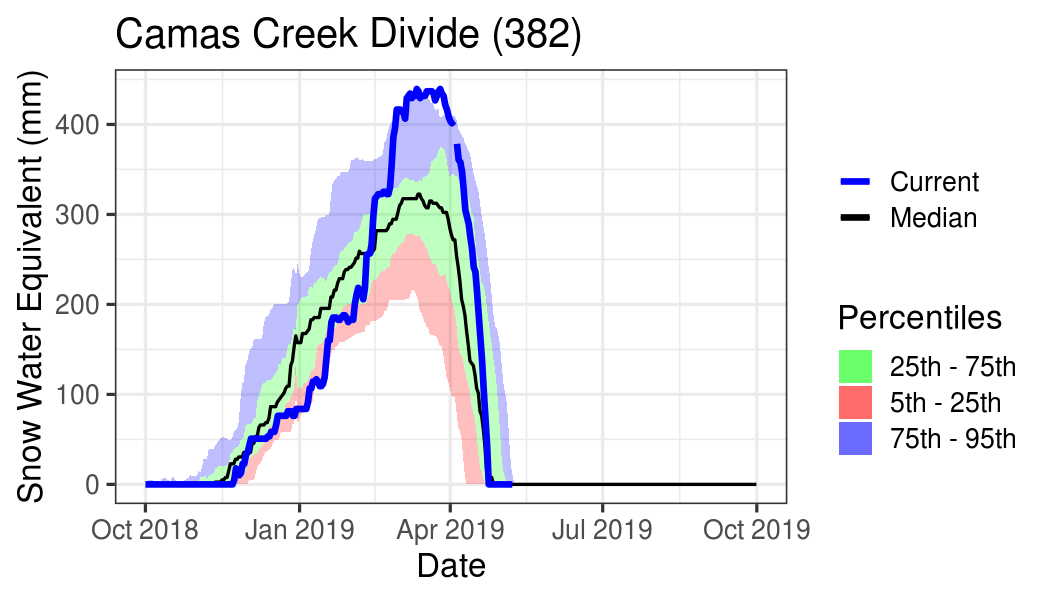 Camas Creek Divide (382)
Snow Water Equivalent (mm)
400
300
200
100
0
Oct 2018
Jan 2019
Apr 2019
Jul 2019
Oct 2019
Date
Current
Median
Percentiles
25th - 75th
5th - 25th
75th - 95th